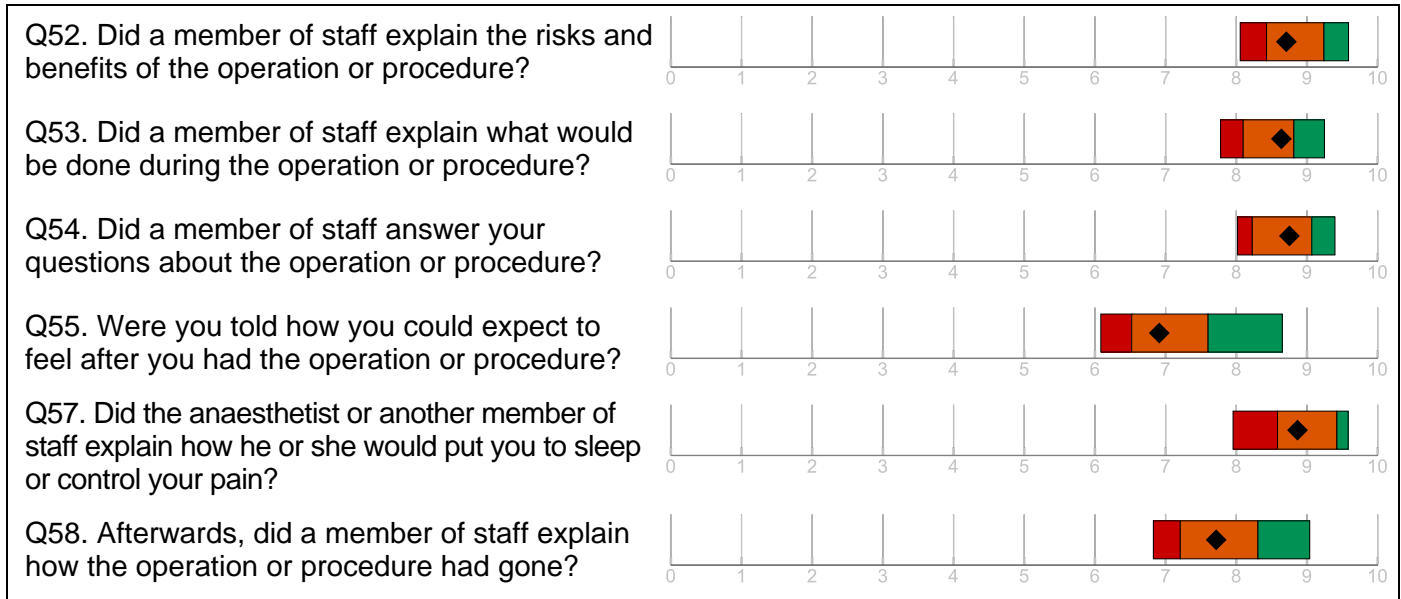 Q52. Did a member of staff explain the risks and
benefits of the operation or procedure?
0 1 2 3 4 5 6 7 8 9 10
Q53. Did a member of staff explain what would
be done during the operation or procedure?
0 1 2 3 4 5 6 7 8 9 10
Q54. Did a member of staff answer your
questions about the operation or procedure?
0 1 2 3 4 5 6 7 8 9 10
Q55. Were you told how you could expect to
feel after you had the operation or procedure?
0 1 2 3 4 5 6 7 8 9 10
Q57. Did the anaesthetist or another member of
staff explain how he or she would put you to sleep
or control your pain?
0 1 2 3 4 5 6 7 8 9 10
Q58. Afterwards, did a member of staff explain
how the operation or procedure had gone?
0 1 2 3 4 5 6 7 8 9 10